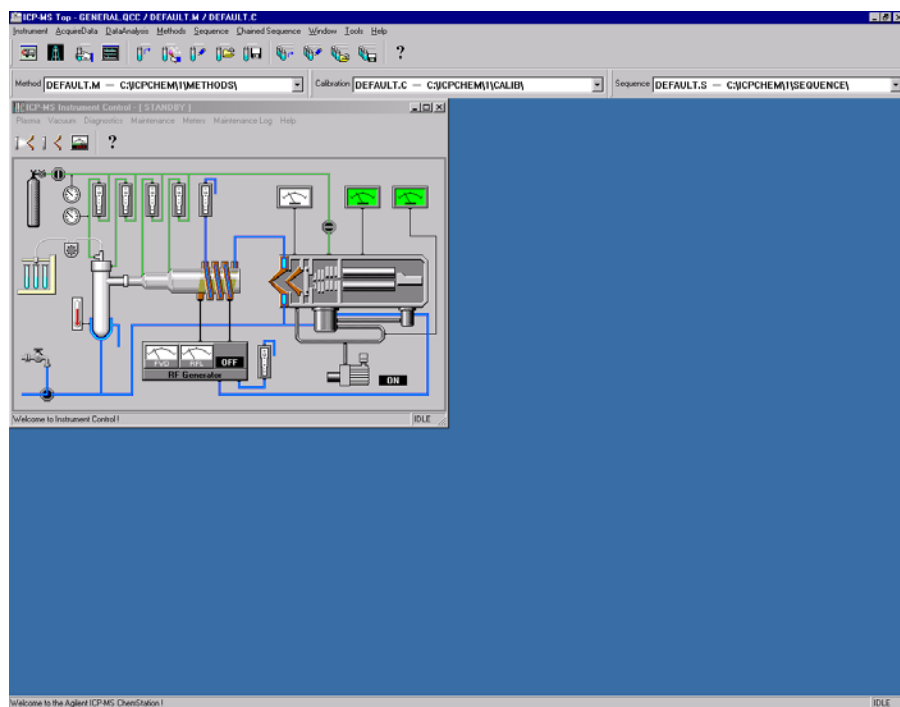 ICP-MS Top - GENERAL.QCC / DEFAULT.M / DEFAULT.C
Instrument AcquireData DataAnalysis Methods Sequence Chained Sequence Window Tools Help
?
Method DEFAULT.M — C:\ICPCHEM\1\METHODS\ Calibration DEFAULT.C — C:\ICPCHEM\1\CALIB\ Sequence DEFAULT.S — C:\ICPCHEM\1\SEQUENCE\
ICP-MS Instrument Control - [ STANDBY ]
Plasma Vacuum Diagnostics Maintenance Meters Maintenance Log Help
?
FWD RFL OFF
RF Generator
ON
Welcome to Instrument Control ! IDLE
Welcome to the Agilent ICP-MS ChemStation ! IDLE